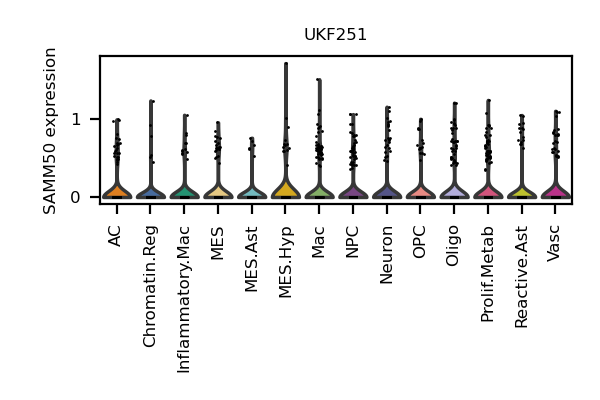 UKF251
SAMM50 expression
1
0
AC
Chromatin.Reg
Inflammatory.Mac
MES
MES.Ast
MES.Hyp
Mac
NPC
Neuron
OPC
Oligo
Prolif.Metab
Reactive.Ast
Vasc